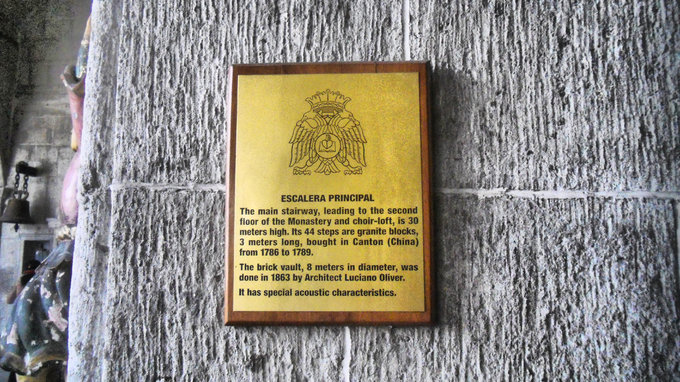 ESCALERA PRINCIPAL
The main stairway, leading to the second
floor of the Monastery and choir-loft, is 30
meters high. Its 44 steps are granite blocks,
3 meters long, bought in Canton (China)
from 1786 to 1789.
The brick vault, 8 meters in diameter, was
done in 1863 by Architect Luciano Oliver.
It has special acoustic characteristics.